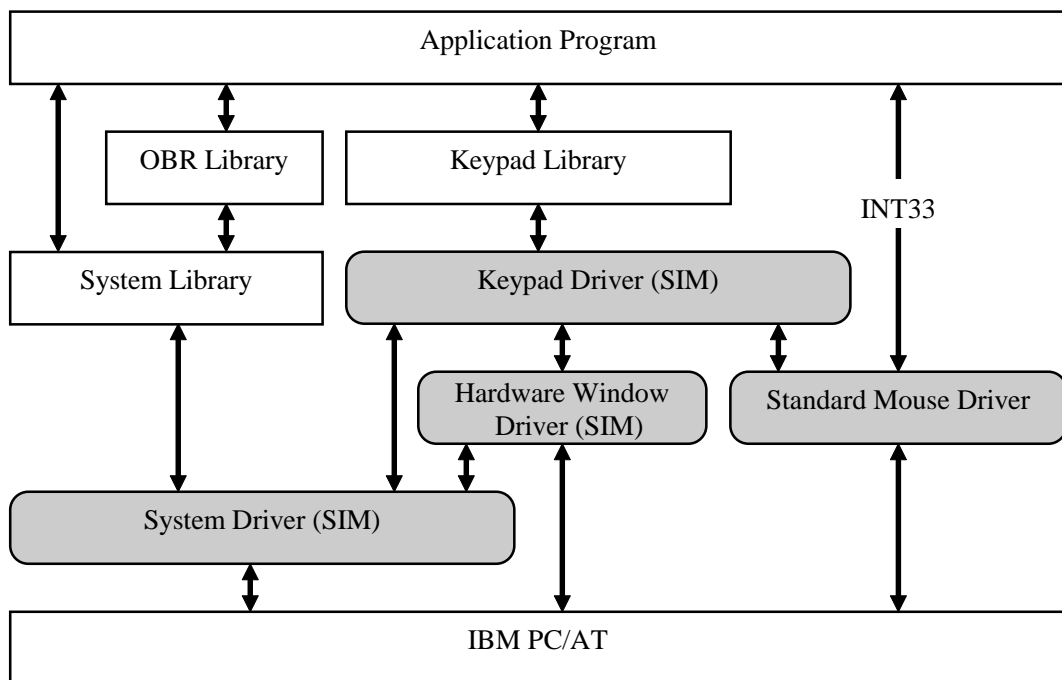 Application Program
OBR Library
Keypad Library
INT33
System Library
Keypad Driver (SIM)
Hardware Window
Driver (SIM)
Standard Mouse Driver
System Driver (SIM)
IBM PC/AT